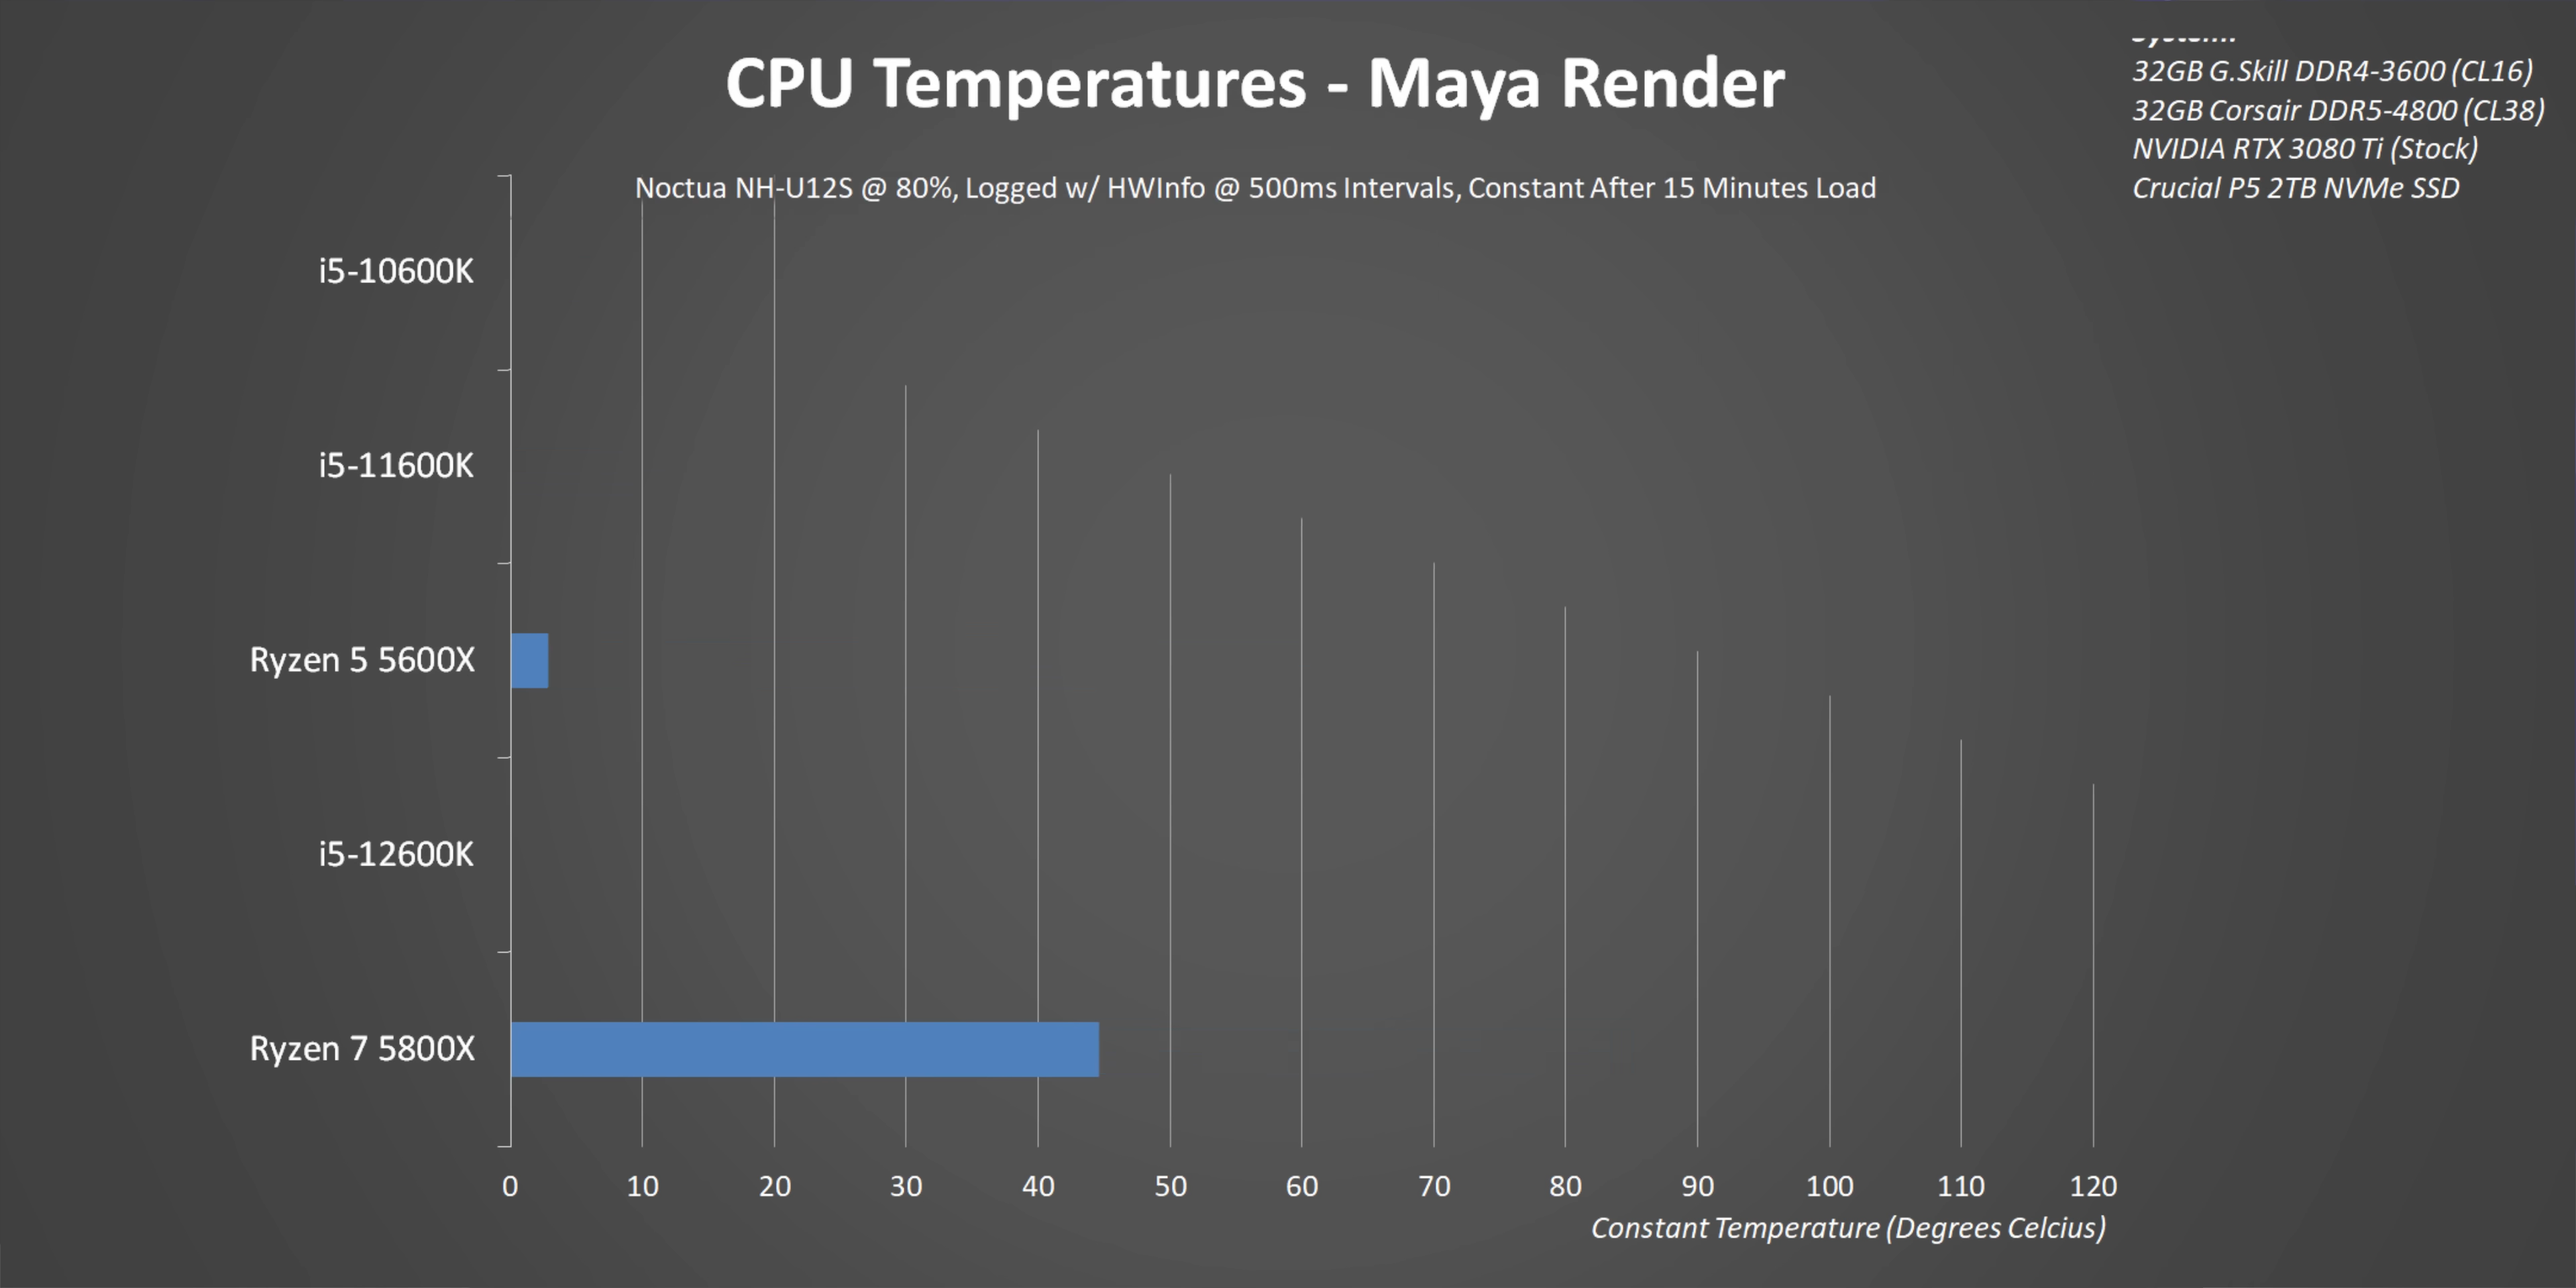 CPU Temperatures - Maya Render
Noctua NH-U12S @ 80%, Logged w/ HWInfo @ 500ms Intervals, Constant After 15 Minutes Load
32GB G.Skill DDR4-3600 (CL16)
32GB Corsair DDR5-4800 (CL38)
NVIDIA RTX 3080 Ti (Stock)
Crucial P5 2TB NVMe SSD
i5-10600K
i5-11600K
Ryzen 5 5600X
i5-12600K
Ryzen 7 5800X
0 10 20 30 40 50 60 70 80 90 100 110 120
Constant Temperature (Degrees Celcius)